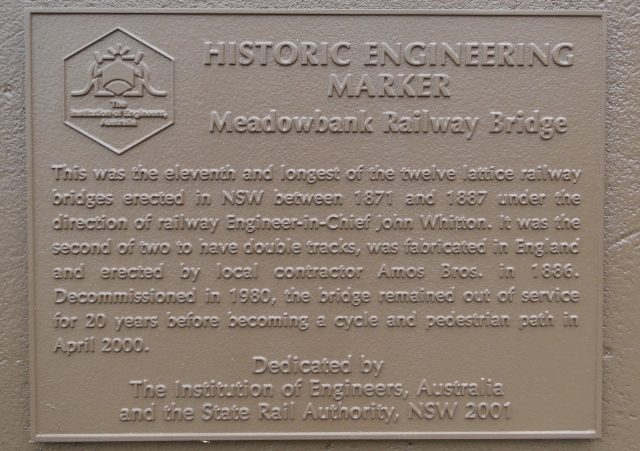 The
Institution of Engineers,
Australia
HISTORIC ENGINEERING
MARKER
Meadowbank Railway Bridge
This was the eleventh and longest of the twelve lattice railway
bridges erected in NSW between 1871 and 1887 under the
direction of railway Engineer-in-Chief John Whitton. It was the
second of two to have double tracks, was fabricated in England
and erected by local contractor Amos Bros. in 1886.
Decommissioned in 1980, the bridge remained out of service
for 20 years before becoming a cycle and pedestrian path in
April 2000.
Dedicated by
The Institution of Engineers, Australia
and the State Rail Authority, NSW 2001